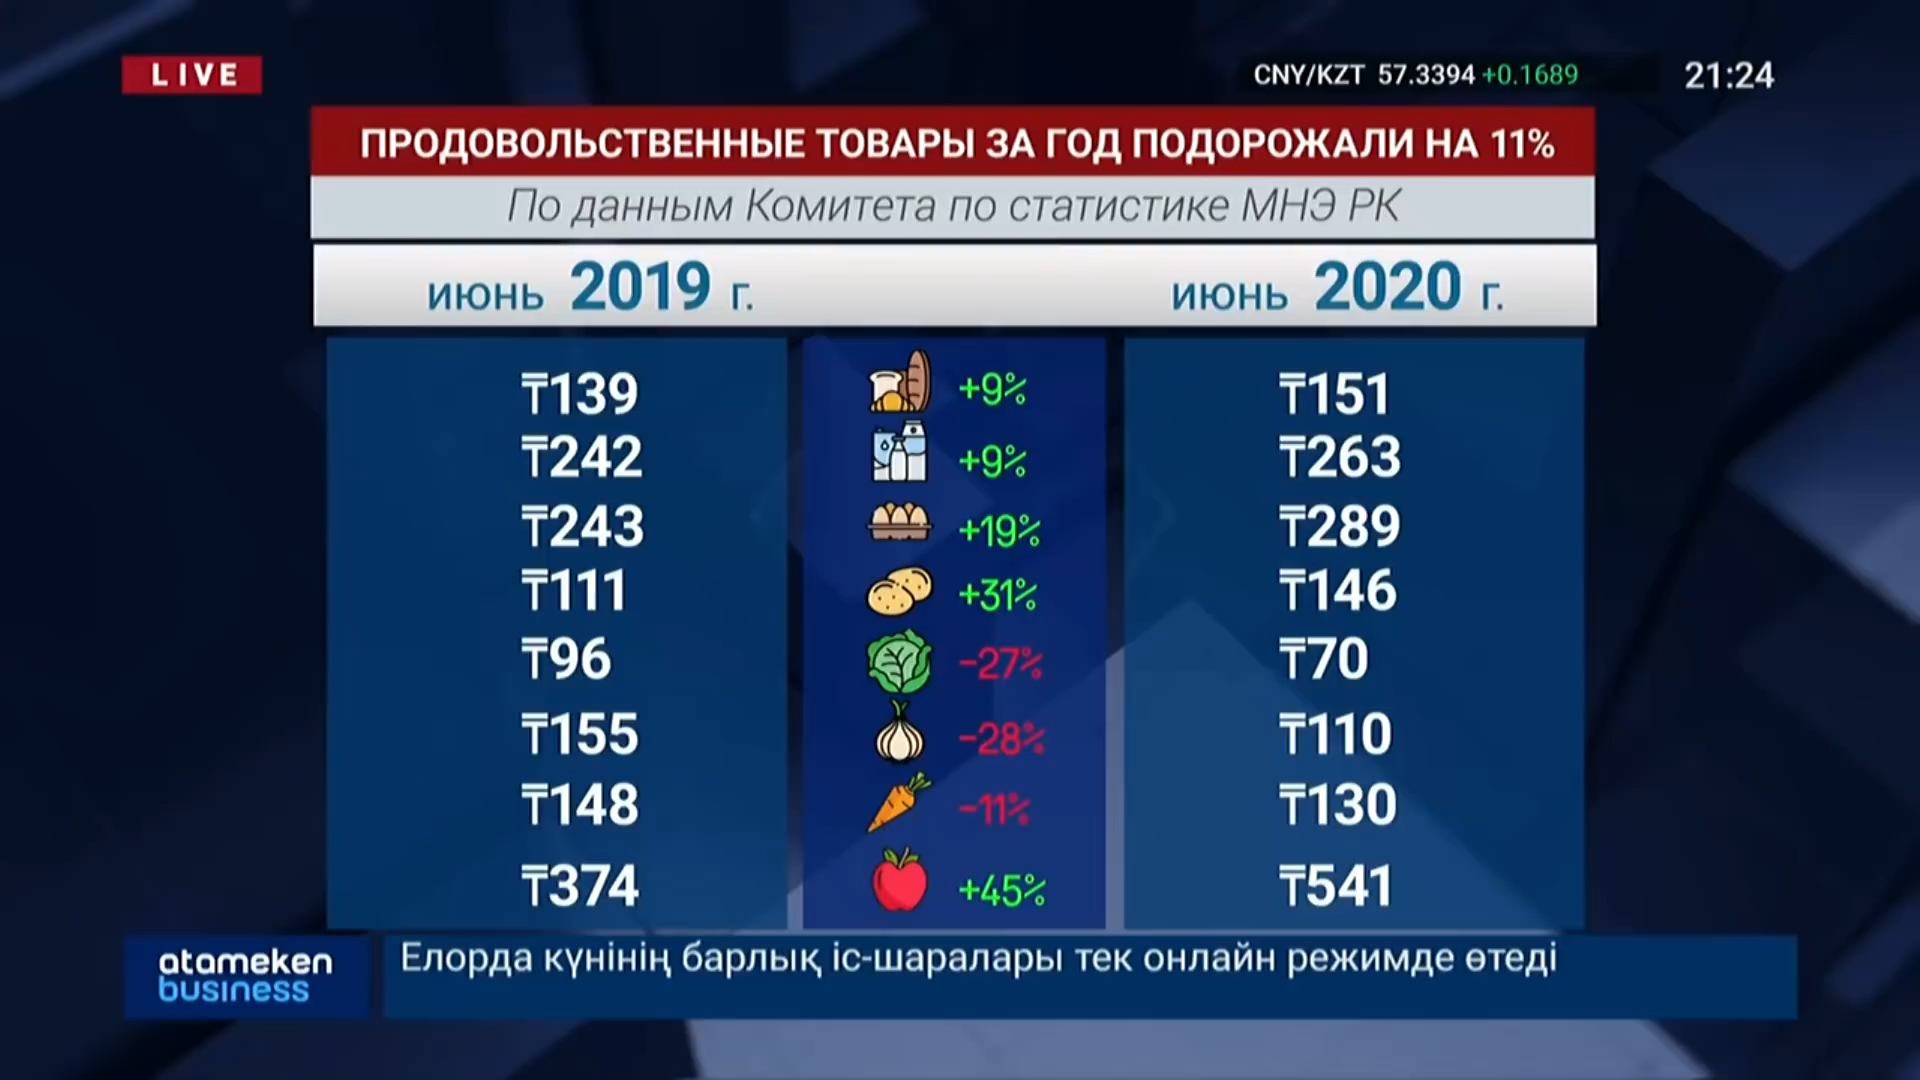 LIVE
CNY/KZT 57.3394 +0.1689
21:24
ПРОДОВОЛЬСТВЕННЫЕ ТОВАРЫ ЗА ГОД ПОДОРОЖАЛИ НА 11%
По данным Комитета по статистике МНЭ РК
июнь 2019 г. июнь 2020 г.
₸139 +9% ₸151
₸242 +9% ₸263
₸243 +19% ₸289
₸111 +31% ₸146
₸96 -27% ₸70
₸155 -28% ₸110
₸148 -11% ₸130
₸374 +45% ₸541
atameken
business
Елорда күнінің барлық іс-шаралары тек онлайн режимде өтеді